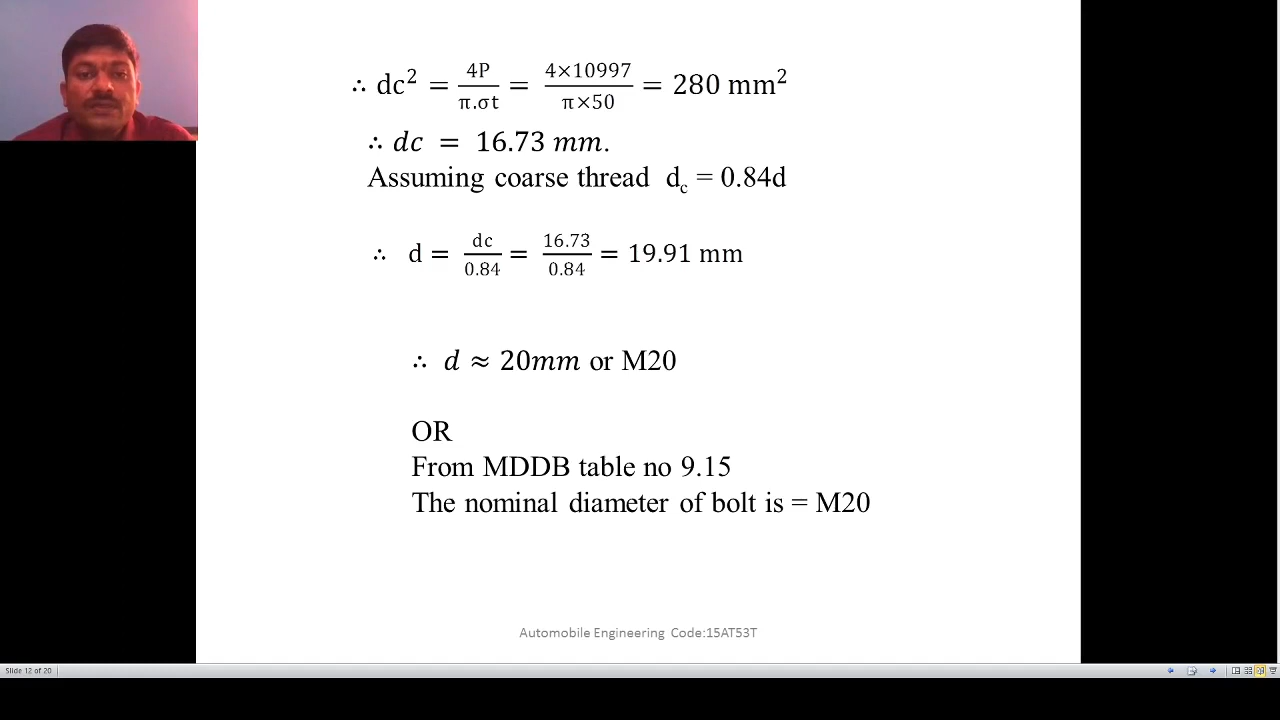 ∴ dc² = 4P/π.σt = 4×10997/π×50 = 280 mm²
∴ dc = 16.73 mm.
Assuming coarse thread d꜀ = 0.84d
∴ d = dc/0.84 = 16.73/0.84 = 19.91 mm
∴ d ≈ 20mm or M20
OR
From MDDB table no 9.15
The nominal diameter of bolt is = M20
Automobile Engineering Code:15AT53T
Slide 12 of 20